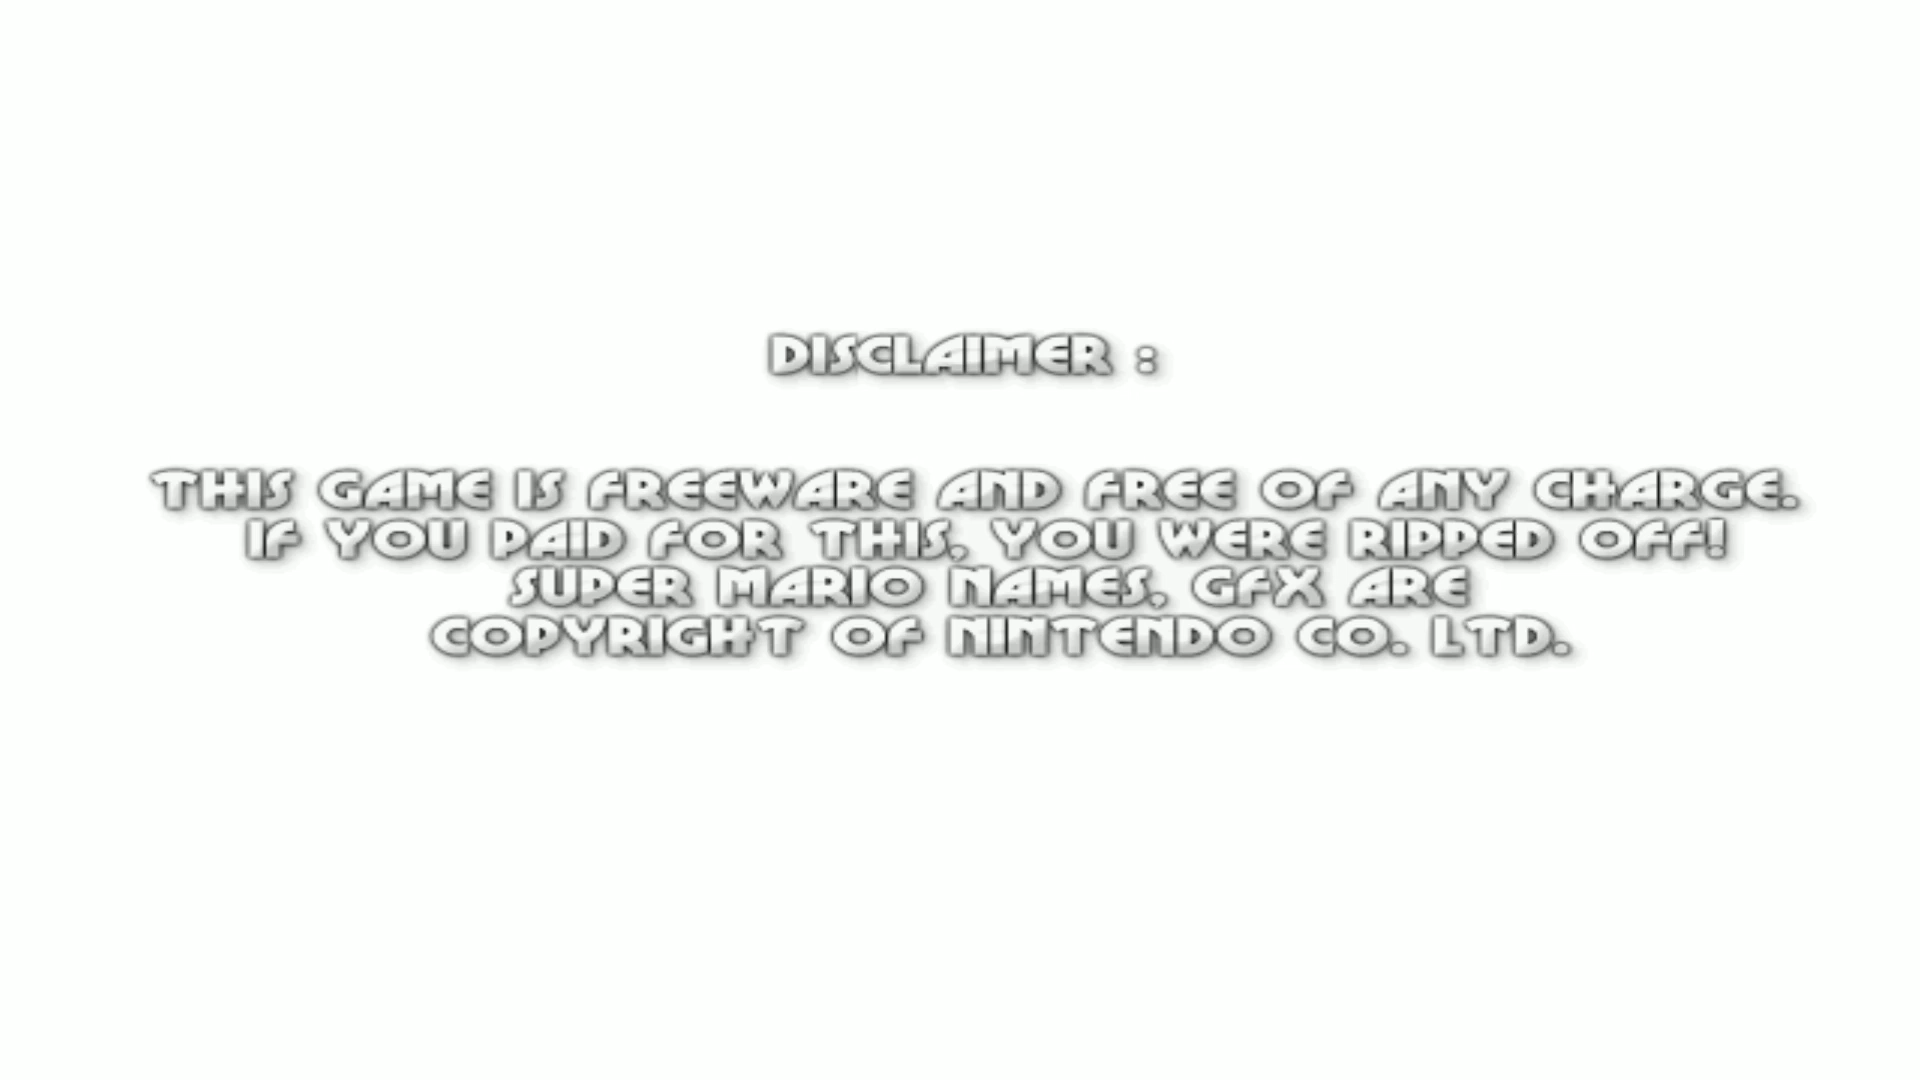 DISCLAIMER :
THIS GAME IS FREEWARE AND FREE OF ANY CHARGE.
IF YOU PAID FOR THIS, YOU WERE RIPPED OFF!
SUPER MARIO NAMES, GFX ARE
COPYRIGHT OF NINTENDO CO. LTD.